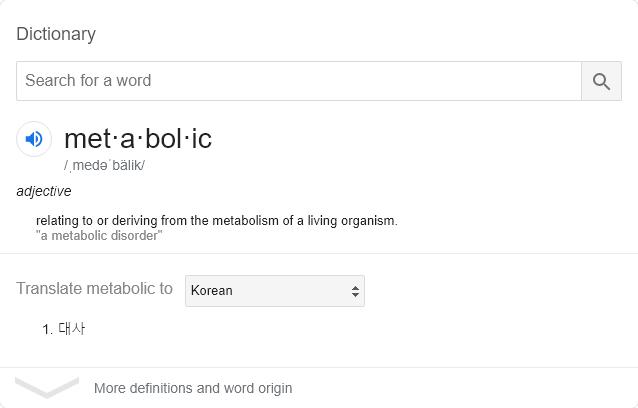 Dictionary
Search for a word
met·a·bol·ic
/ˌmedəˈbälik/
adjective
relating to or deriving from the metabolism of a living organism.
"a metabolic disorder"
Translate metabolic to Korean
1. 대사
More definitions and word origin